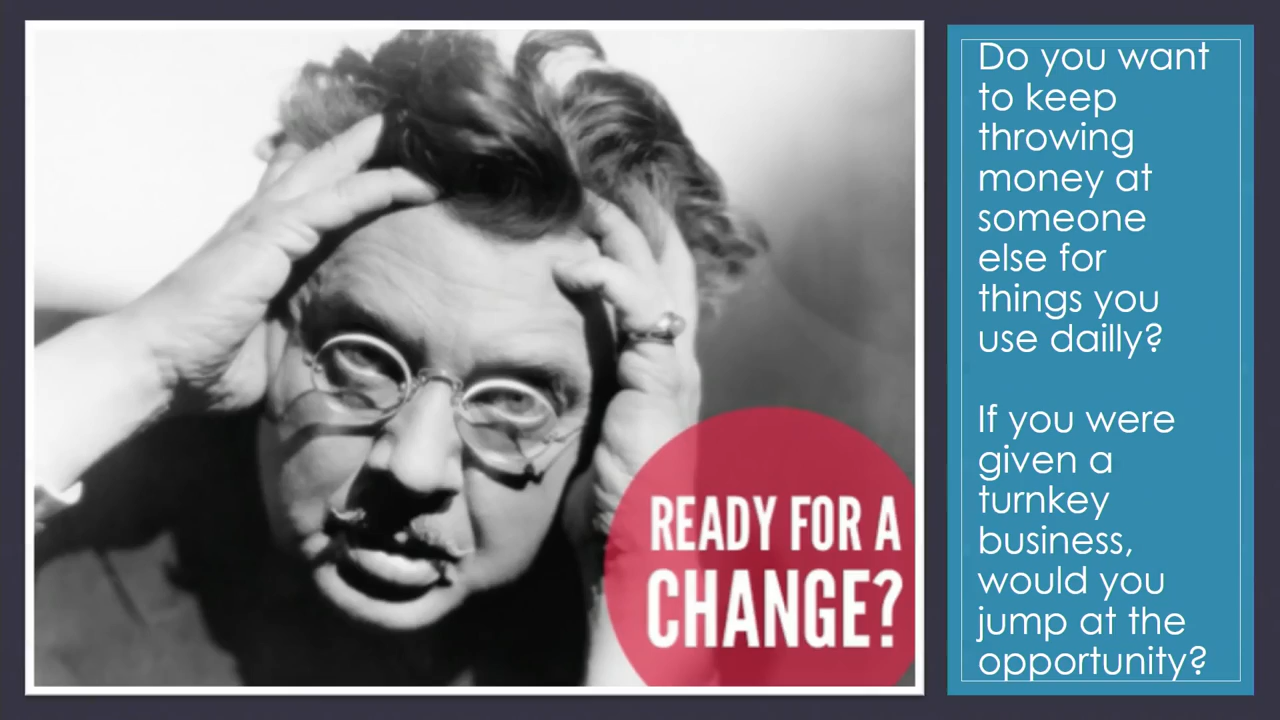 READY FOR A
CHANGE?
Do you want
to keep
throwing
money at
someone
else for
things you
use dailly?
If you were
given a
turnkey
business,
would you
jump at the
opportunity?